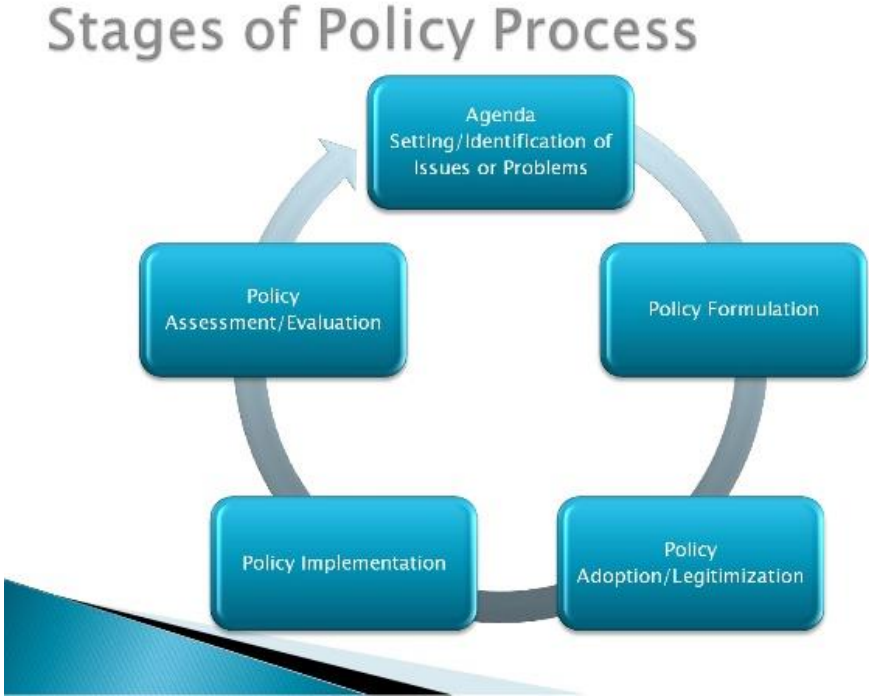 Stages of Policy Process
Agenda
Setting/Identification of
Issues or Problems
Policy Formulation
Policy
Adoption/Legitimization
Policy Implementation
Policy
Assessment/Evaluation